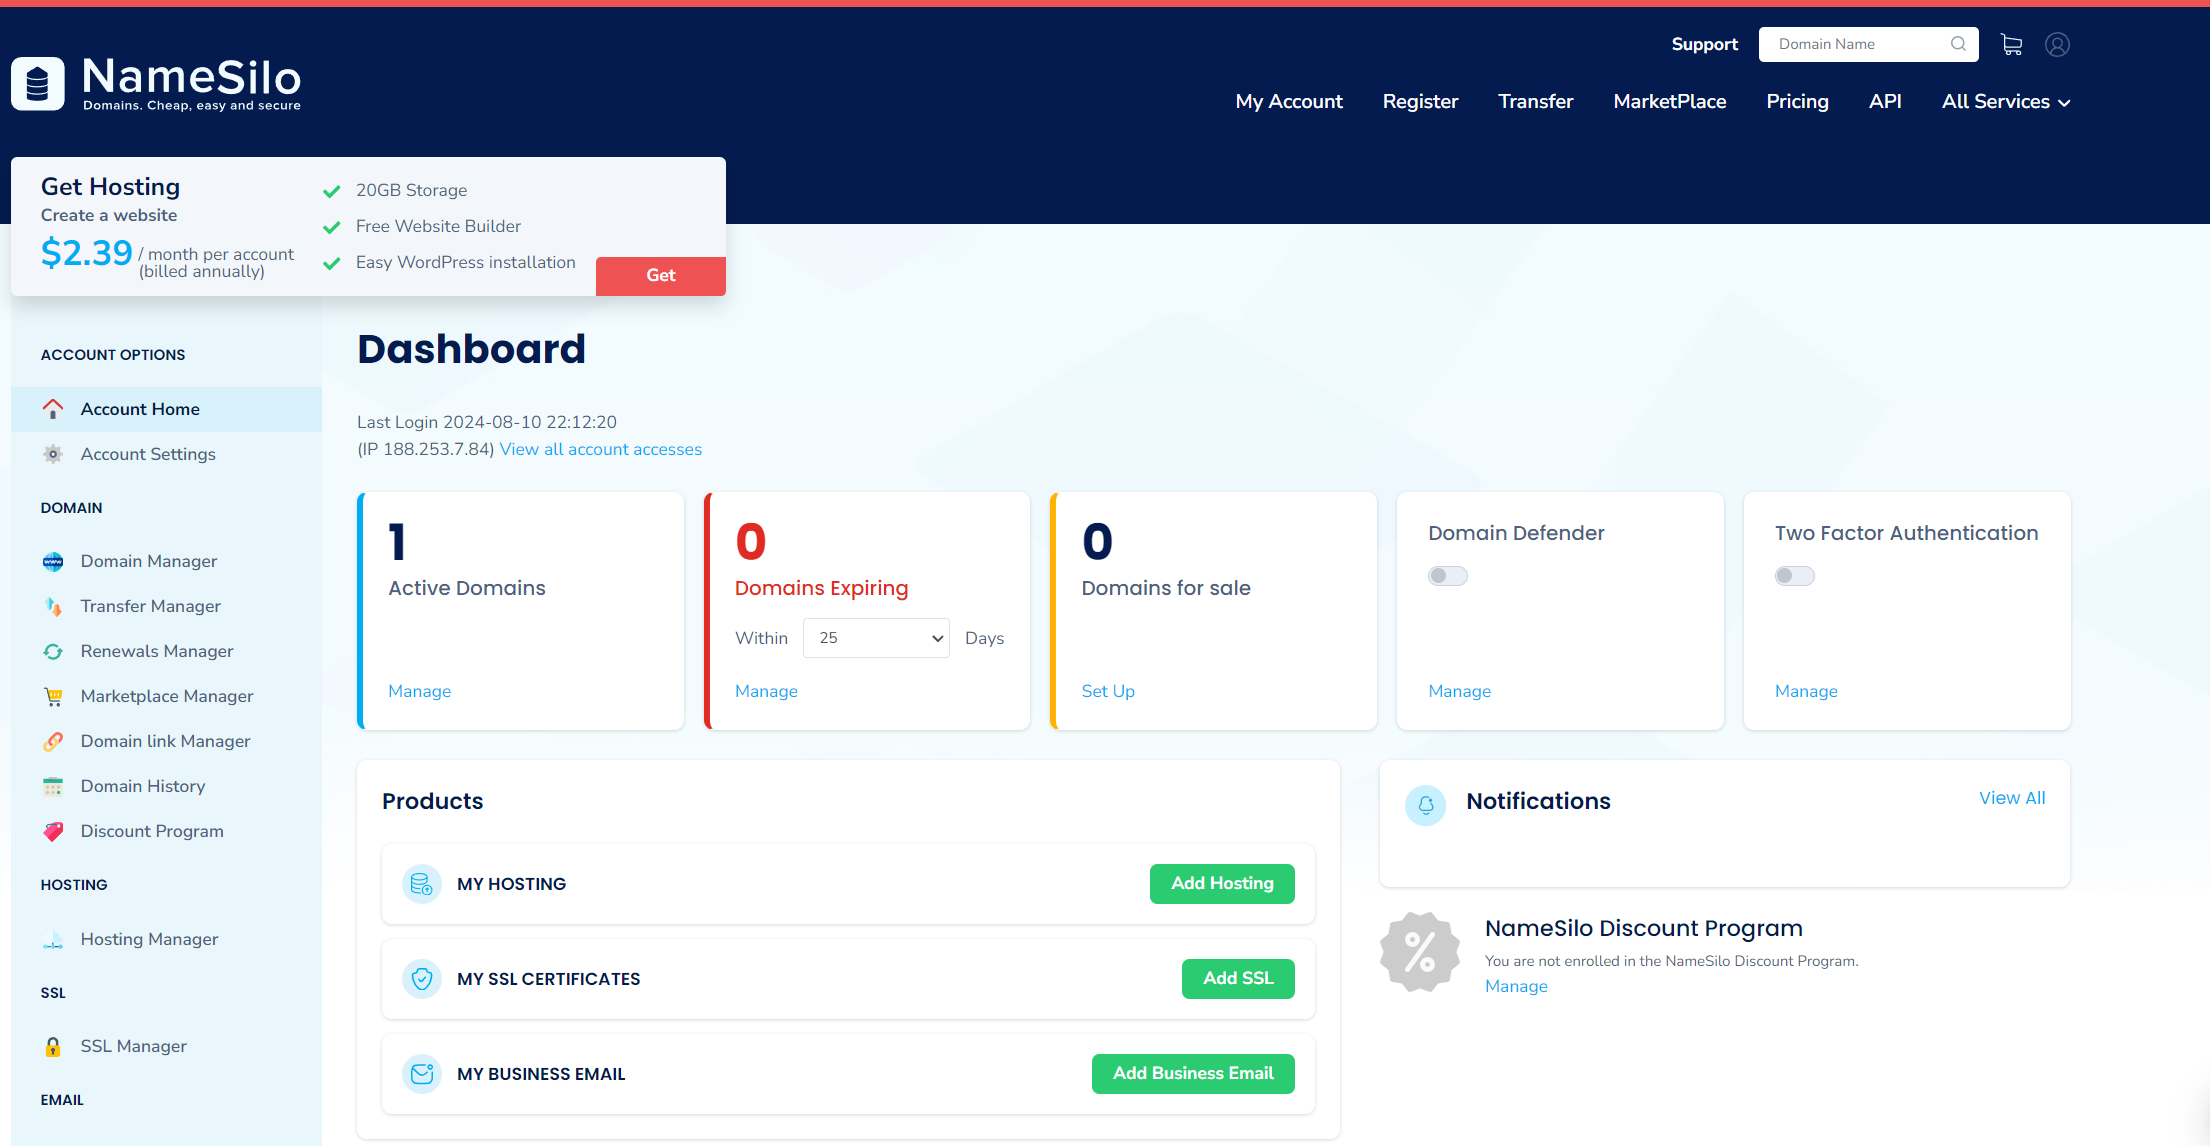 NameSilo
Domains. Cheap, easy and secure
Support
Domain Name
My Account
Register
Transfer
MarketPlace
Pricing
API
All Services
Get Hosting
Create a website
$2.39 / month per account
(billed annually)
20GB Storage
Free Website Builder
Easy WordPress installation
Get
ACCOUNT OPTIONS
Account Home
Account Settings
DOMAIN
www
Domain Manager
Transfer Manager
Renewals Manager
Marketplace Manager
Domain link Manager
Domain History
Discount Program
HOSTING
Hosting Manager
SSL
SSL Manager
EMAIL
Dashboard
Last Login 2024-08-10 22:12:20
(IP 188.253.7.84) View all account accesses
1
Active Domains
Manage
0
Domains Expiring
Within 25 Days
Manage
0
Domains for sale
Set Up
Domain Defender
Manage
Two Factor Authentication
Manage
Products
MY HOSTING
Add Hosting
MY SSL CERTIFICATES
Add SSL
MY BUSINESS EMAIL
Add Business Email
Notifications
View All
%
NameSilo Discount Program
You are not enrolled in the NameSilo Discount Program.
Manage